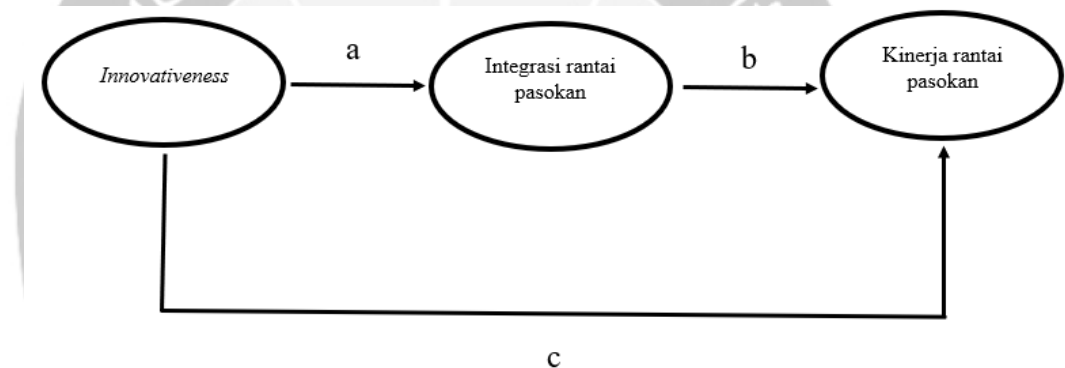 a
b
Innovativeness
Integrasi rantai
pasokan
Kinerja rantai
pasokan
c